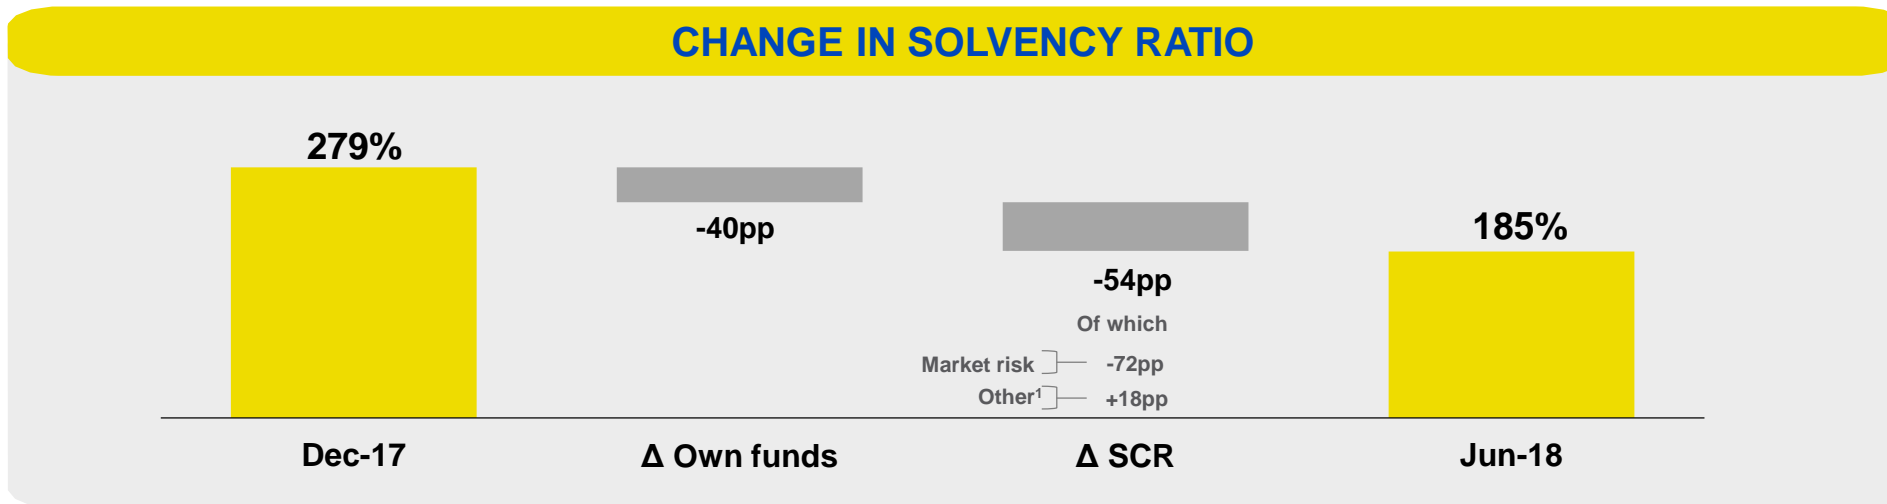 CHANGE IN SOLVENCY RATIO
279%
-40pp
-54pp
185%
Of which
Market risk -72pp
Other¹ +18pp
Dec-17 Δ Own funds Δ SCR Jun-18